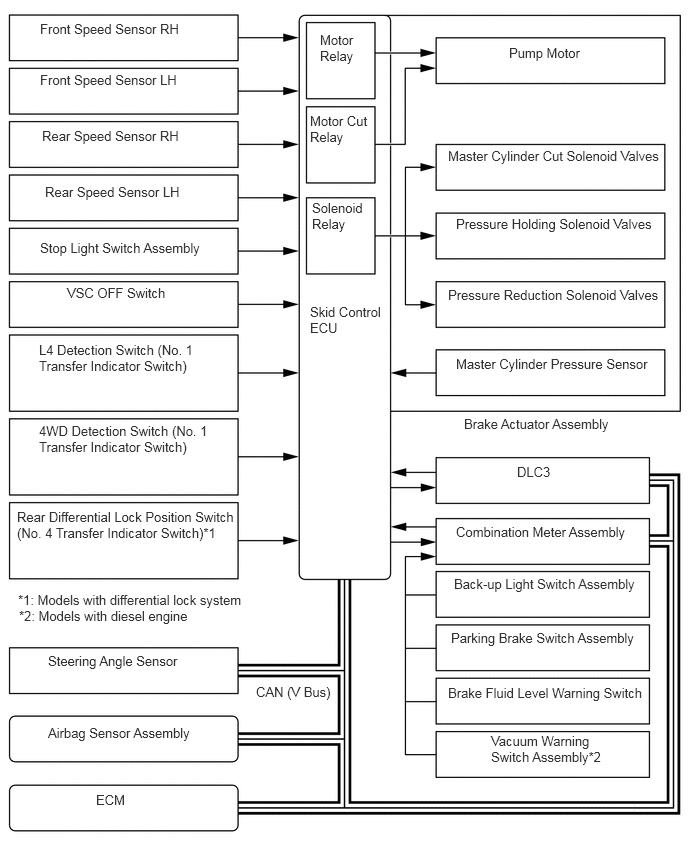 Front Speed Sensor RH
Front Speed Sensor LH
Rear Speed Sensor RH
Rear Speed Sensor LH
Stop Light Switch Assembly
VSC OFF Switch
L4 Detection Switch (No. 1
Transfer Indicator Switch)
4WD Detection Switch (No. 1
Transfer Indicator Switch)
Rear Differential Lock Position Switch
(No. 4 Transfer Indicator Switch)*1
*1: Models with differential lock system
*2: Models with diesel engine
Steering Angle Sensor
CAN (V Bus)
Airbag Sensor Assembly
ECM
Motor
Relay
Motor Cut
Relay
Solenoid
Relay
Skid Control
ECU
Pump Motor
Master Cylinder Cut Solenoid Valves
Pressure Holding Solenoid Valves
Pressure Reduction Solenoid Valves
Master Cylinder Pressure Sensor
Brake Actuator Assembly
DLC3
Combination Meter Assembly
Back-up Light Switch Assembly
Parking Brake Switch Assembly
Brake Fluid Level Warning Switch
Vacuum Warning
Switch Assembly*2